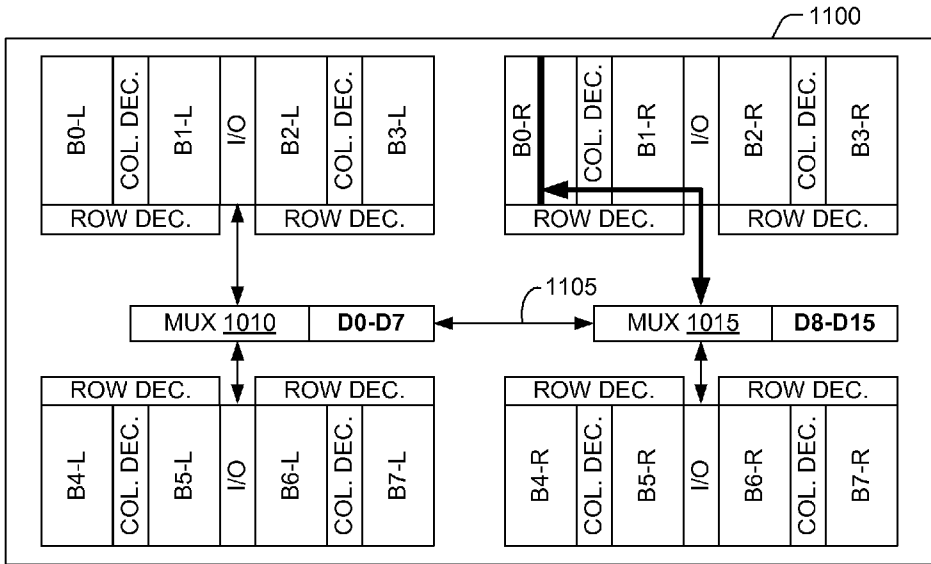 1100
B0-L
COL. DEC.
B1-L
I/O
B2-L
COL. DEC.
B3-L
ROW DEC.
ROW DEC.
B0-R
COL. DEC.
B1-R
I/O
B2-R
COL. DEC.
B3-R
ROW DEC.
ROW DEC.
1105
MUX 1010
D0-D7
MUX 1015
D8-D15
ROW DEC.
ROW DEC.
B4-L
COL. DEC.
B5-L
I/O
B6-L
COL. DEC.
B7-L
ROW DEC.
ROW DEC.
B4-R
COL. DEC.
B5-R
I/O
B6-R
COL. DEC.
B7-R